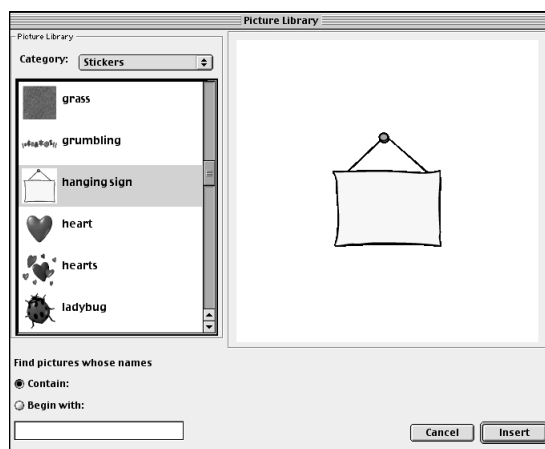 Picture Library
Picture Library
Category: Stickers
grass
grumbling
hanging sign
heart
hearts
ladybug
Find pictures whose names
Contain:
Begin with:
Cancel Insert